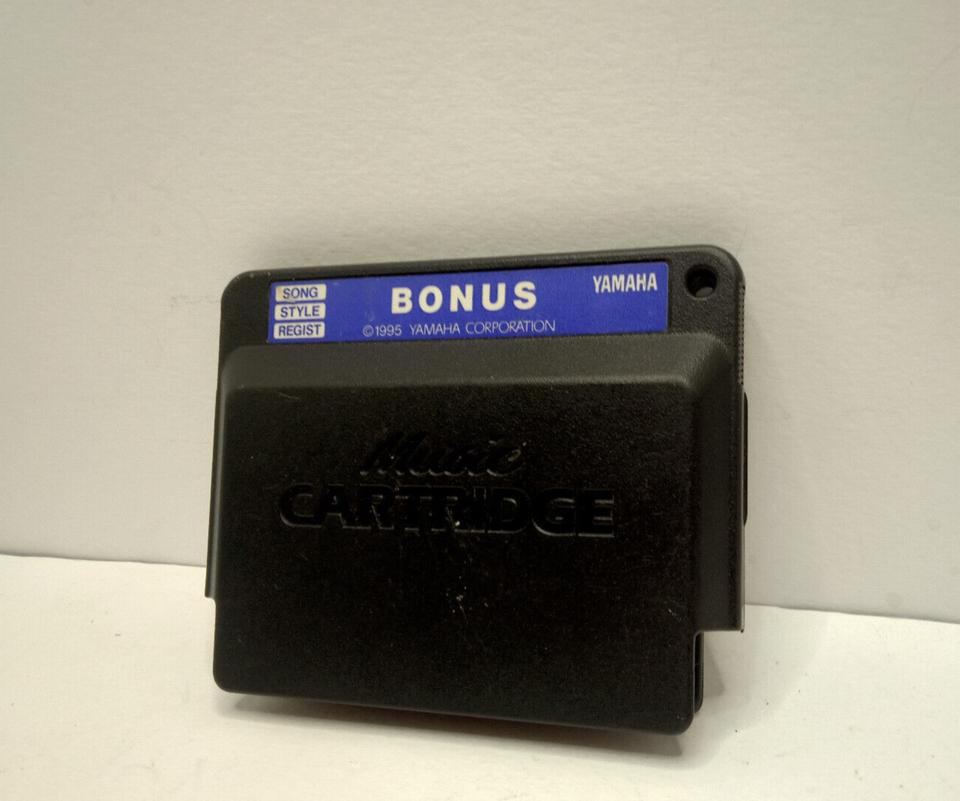 SONG
STYLE
REGIST
BONUS
©1995 YAMAHA CORPORATION
YAMAHA
Music
CARTRIDGE